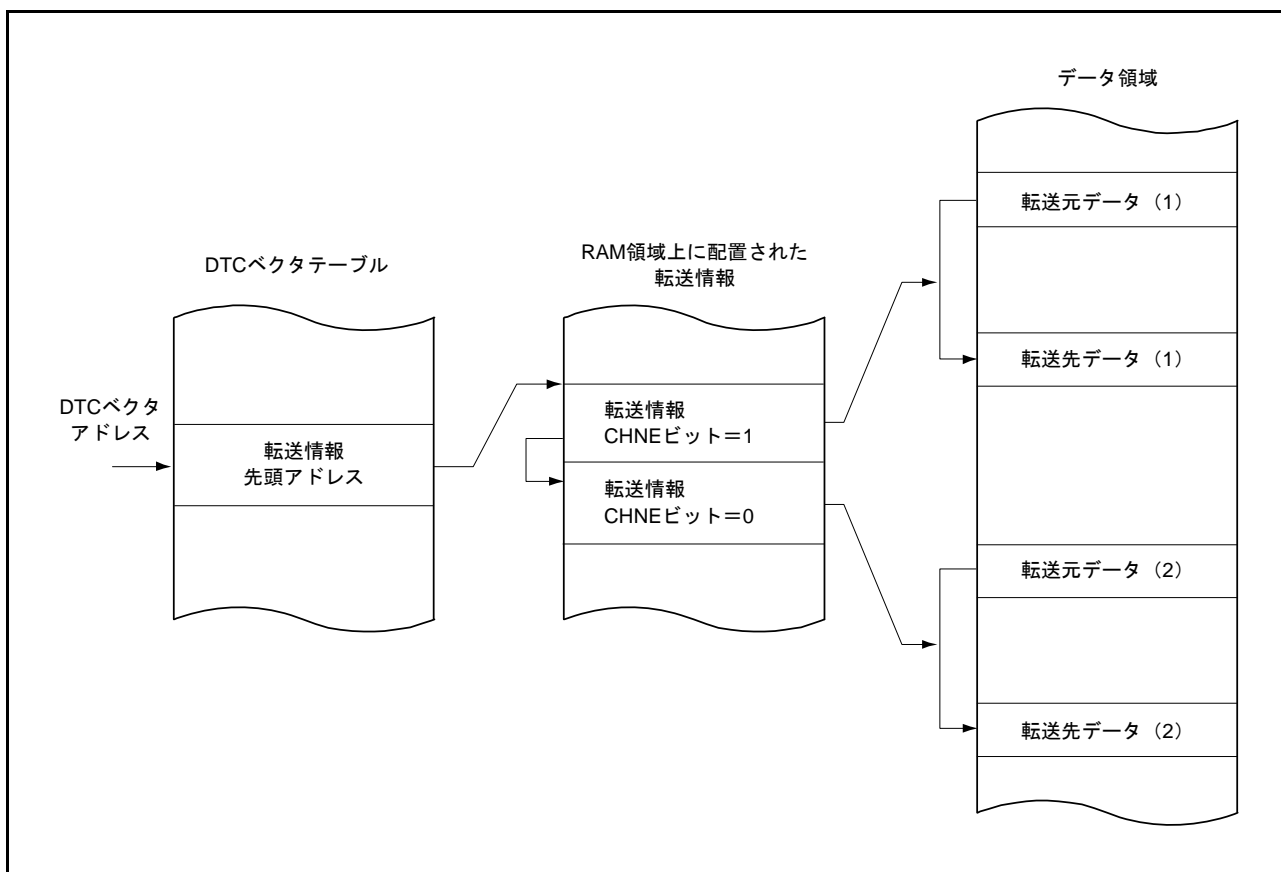 データ領域
転送元データ（1）
転送先データ（1）
転送元データ（2）
転送先データ（2）
RAM領域上に配置された
転送情報
転送情報
CHNEビット＝1
転送情報
CHNEビット＝0
DTCベクタテーブル
転送情報
先頭アドレス
DTCベクタ
アドレス